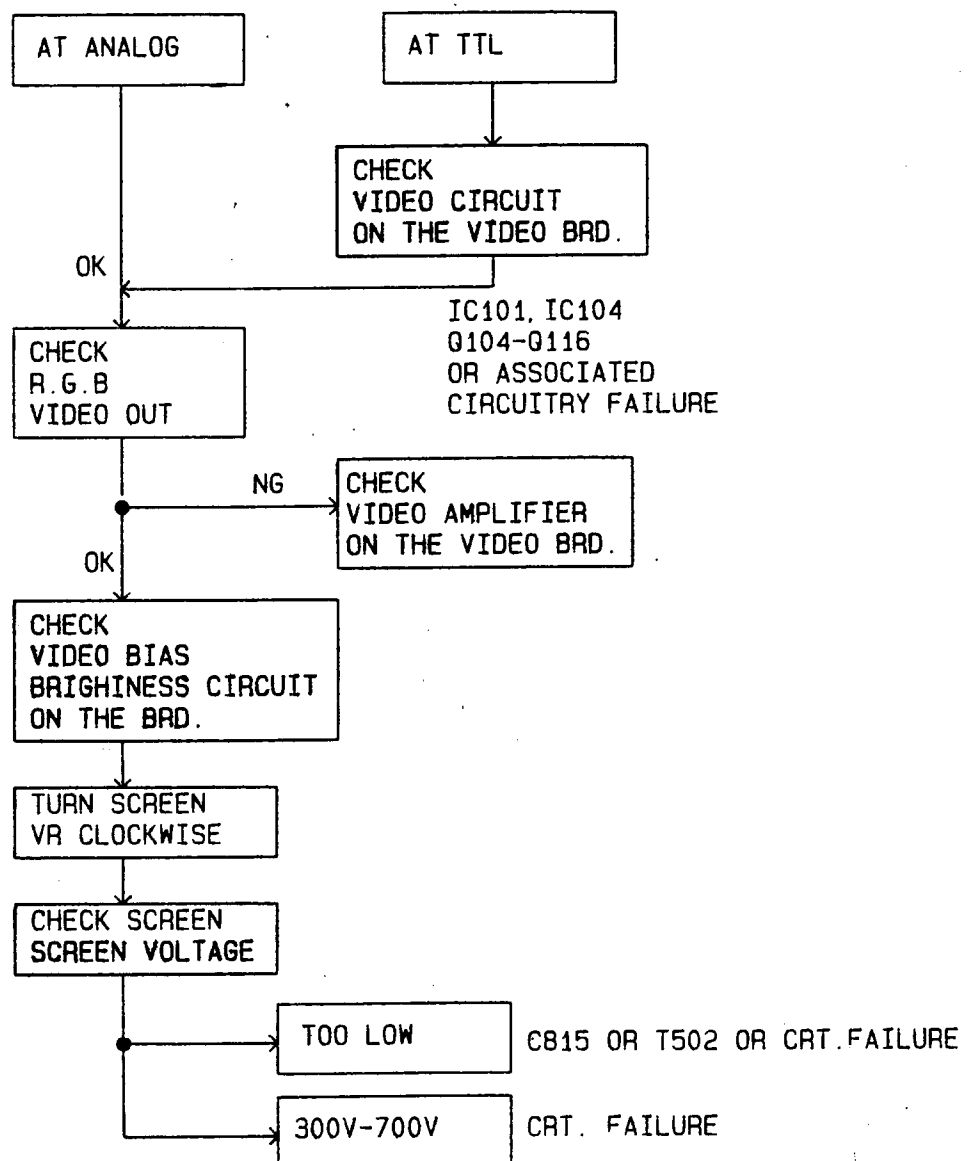 AT ANALOG
AT TTL
CHECK
VIDEO CIRCUIT
ON THE VIDEO BRD.
OK
IC101, IC104
Q104-Q116
OR ASSOCIATED
CIRCUITRY FAILURE
CHECK
R.G.B
VIDEO OUT
NG
CHECK
VIDEO AMPLIFIER
ON THE VIDEO BRD.
OK
CHECK
VIDEO BIAS
BRIGHINESS CIRCUIT
ON THE BRD.
TURN SCREEN
VR CLOCKWISE
CHECK SCREEN
SCREEN VOLTAGE
TOO LOW
C815 OR T502 OR CRT.FAILURE
300V-700V
CRT. FAILURE